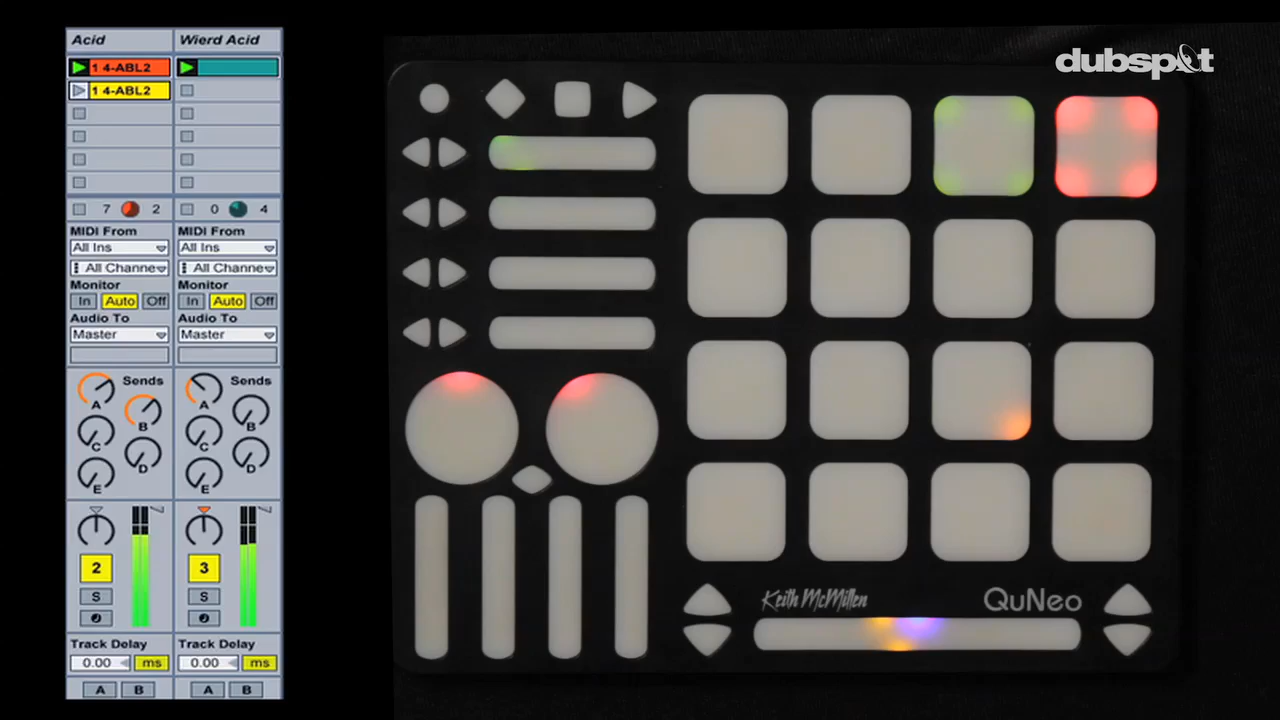 Acid Wierd Acid
dubspot
1 4-ABL2
1 4-ABL2
7 2 0 4
MIDI From MIDI From
All Ins All Ins
All Channe All Channe
Monitor Monitor
In Auto Off In Auto Off
Audio To Audio To
Master Master
Sends Sends
A A
B B
C C
D D
E E
2 3
S S
Keith McMillen QuNeo
Track Delay Track Delay
0.00 ms 0.00 ms
A B A B